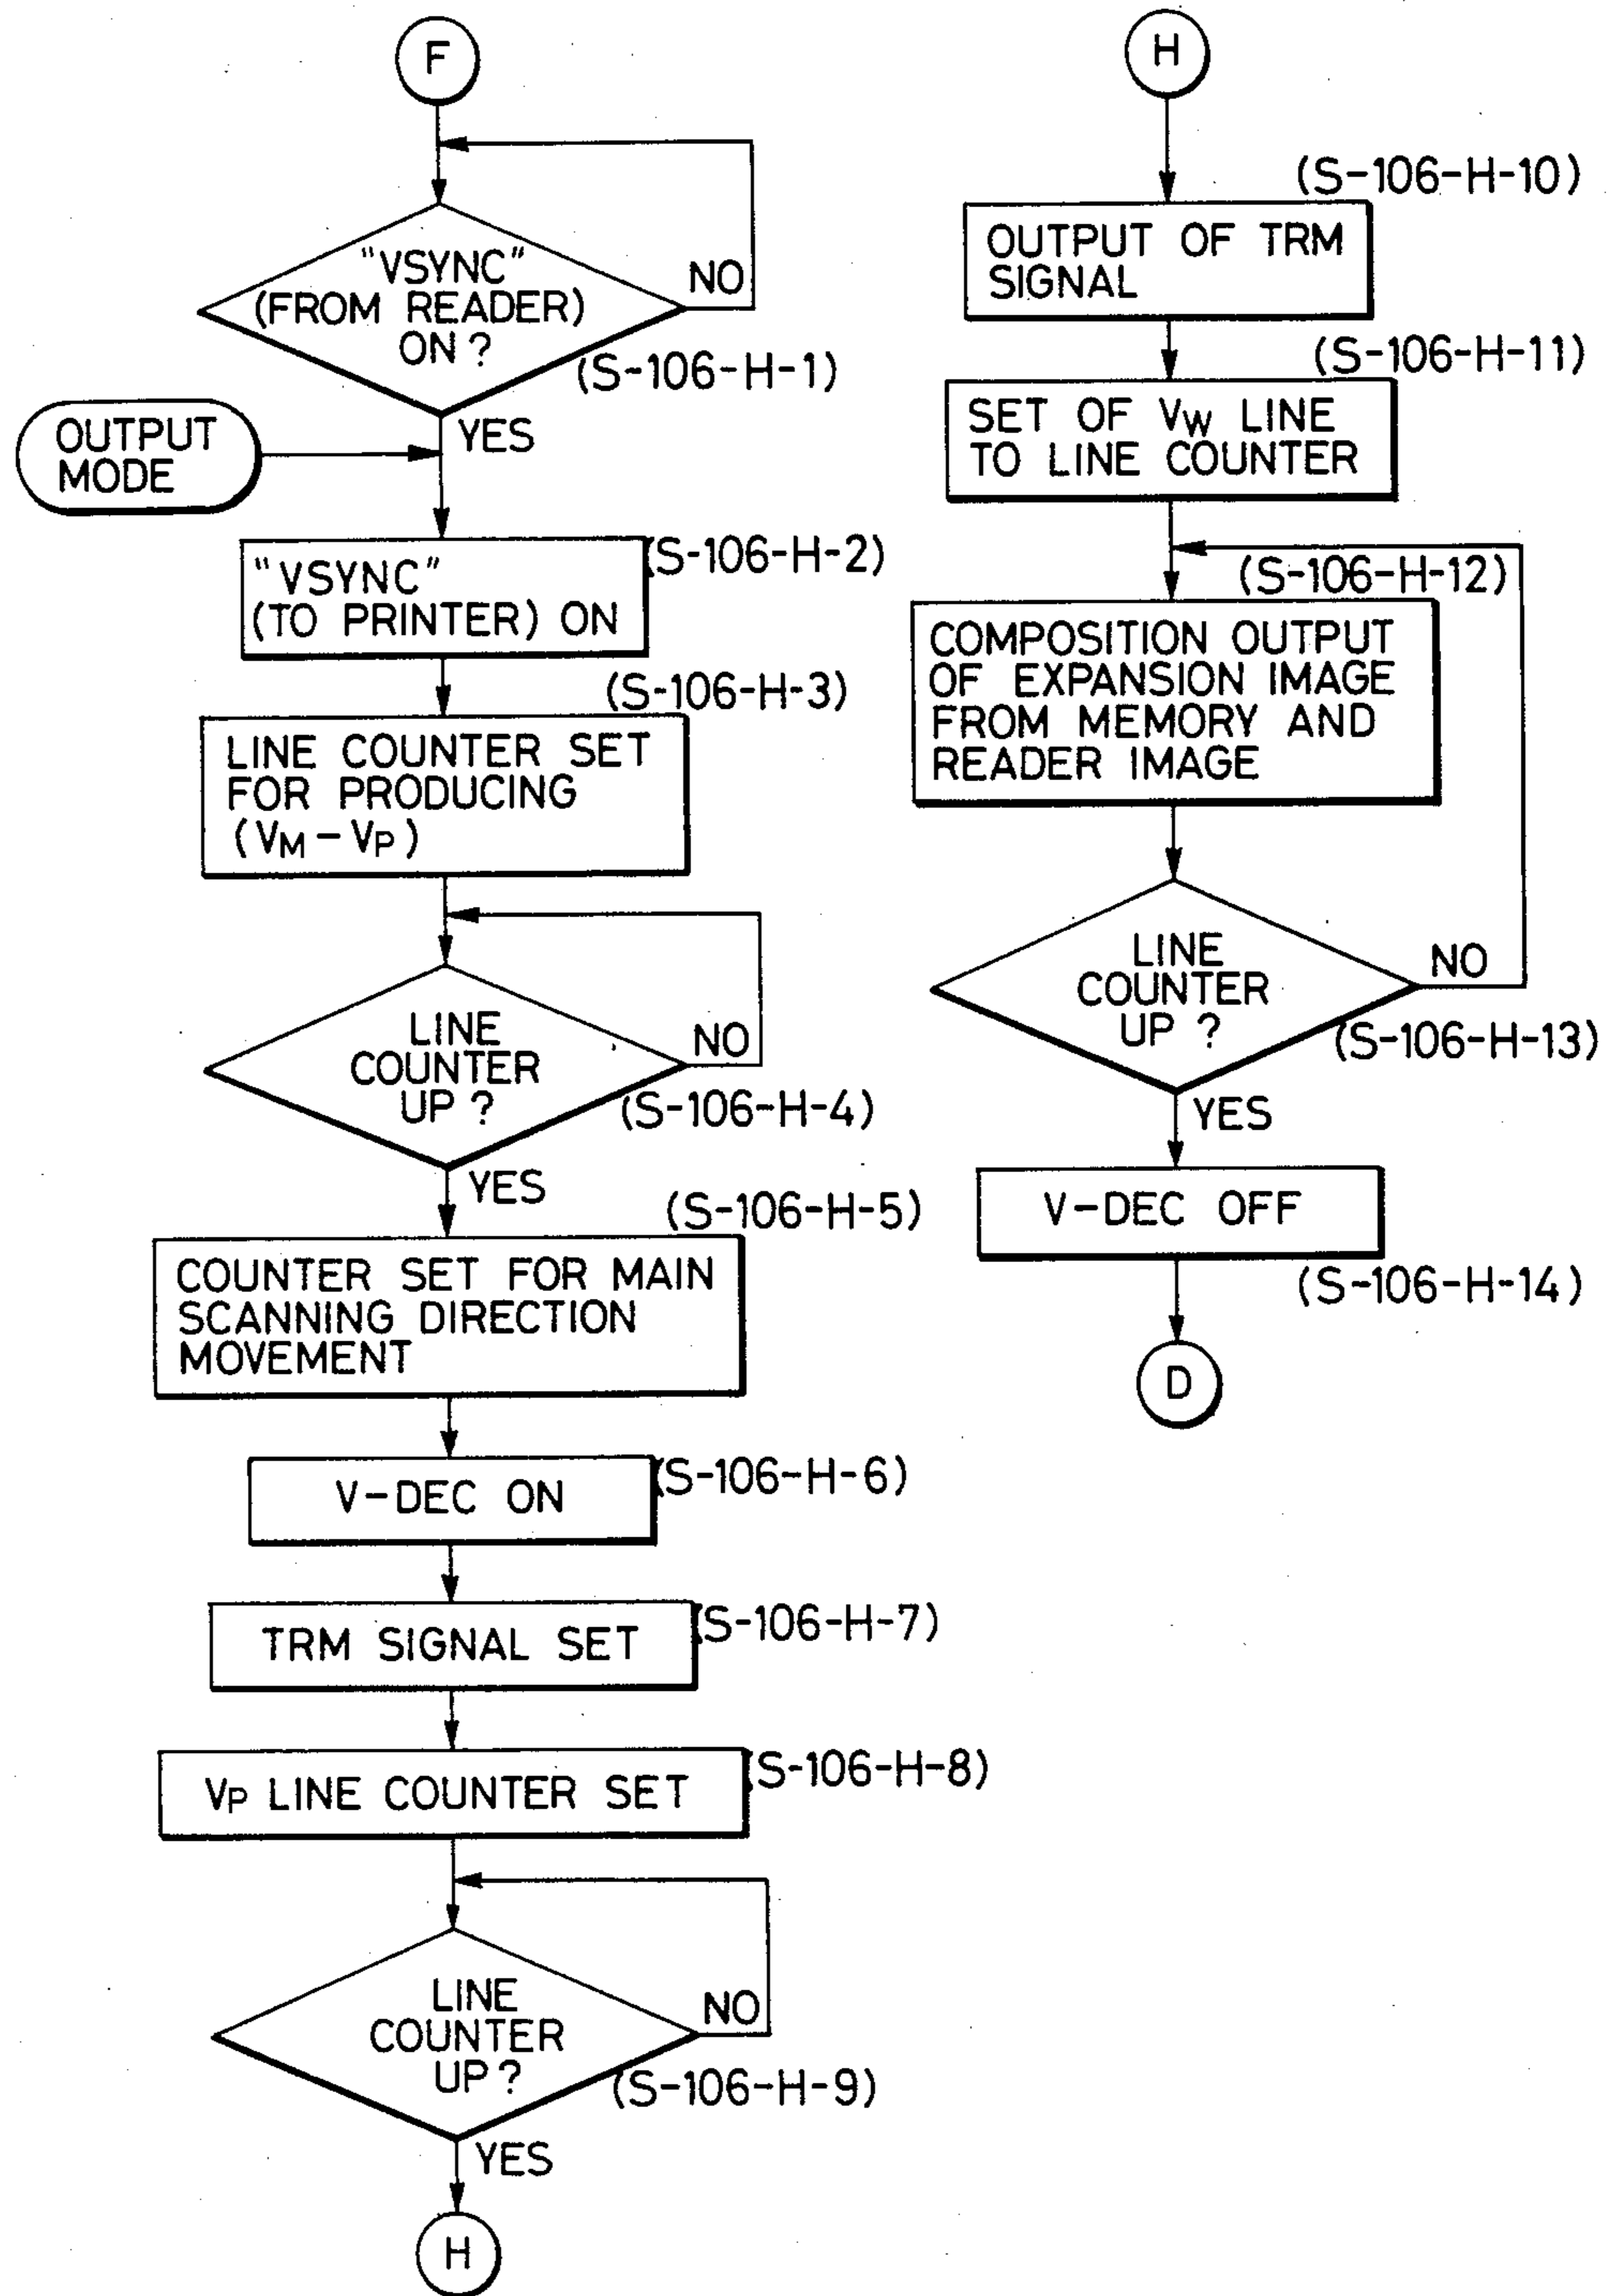 F
"VSYNC"
(FROM READER)
ON ?
NO
(S-106-H-1)
YES
OUTPUT
MODE
"VSYNC"
(TO PRINTER) ON
(S-106-H-2)
(S-106-H-3)
LINE COUNTER SET
FOR PRODUCING
(VM - VP)
LINE
COUNTER
UP ?
NO
(S-106-H-4)
YES
(S-106-H-5)
COUNTER SET FOR MAIN
SCANNING DIRECTION
MOVEMENT
V-DEC ON
(S-106-H-6)
TRM SIGNAL SET
(S-106-H-7)
VP LINE COUNTER SET
(S-106-H-8)
LINE
COUNTER
UP ?
NO
(S-106-H-9)
YES
H
H
(S-106-H-10)
OUTPUT OF TRM
SIGNAL
(S-106-H-11)
SET OF VW LINE
TO LINE COUNTER
(S-106-H-12)
COMPOSITION OUTPUT
OF EXPANSION IMAGE
FROM MEMORY AND
READER IMAGE
LINE
COUNTER
UP ?
NO
(S-106-H-13)
YES
V-DEC OFF
(S-106-H-14)
D